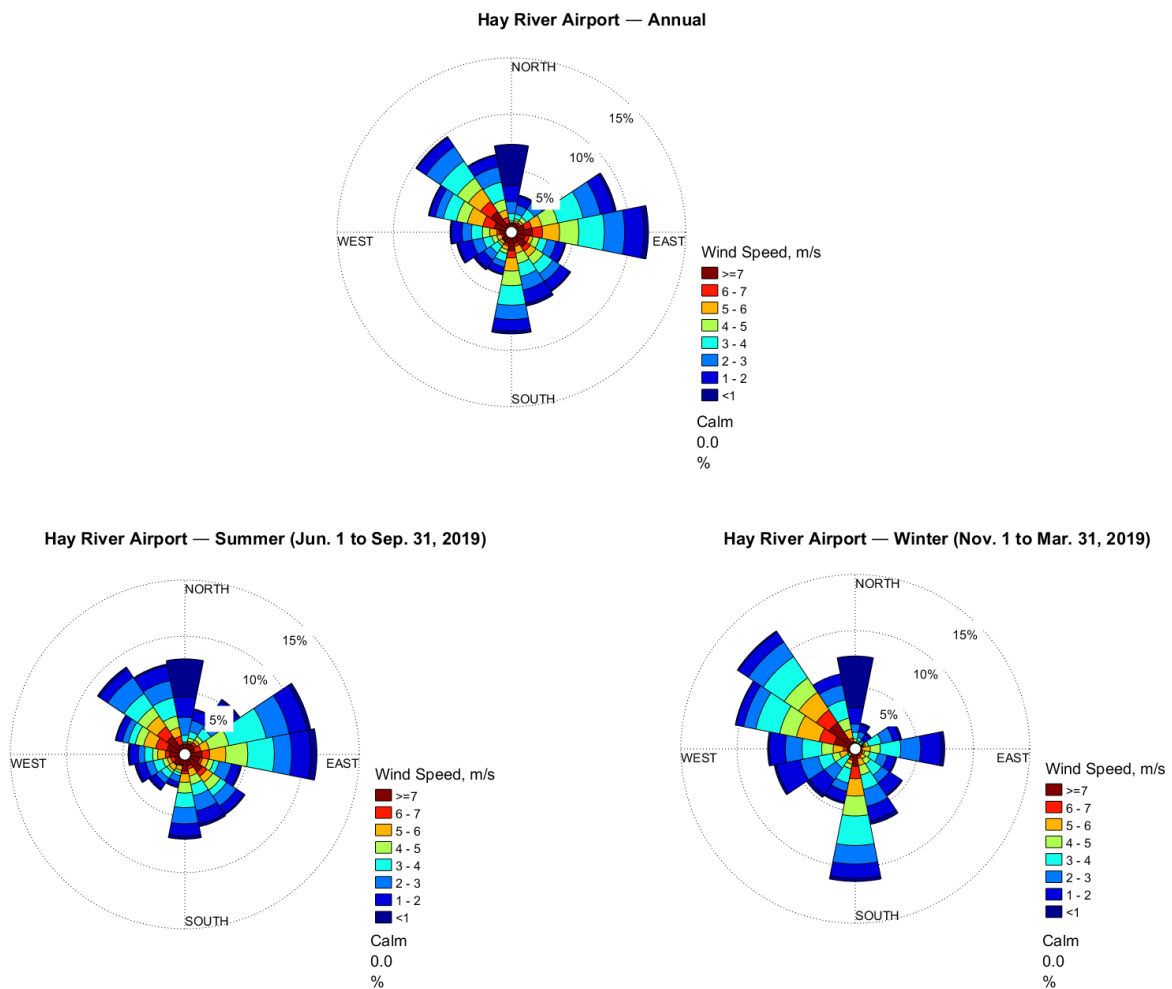 Hay River Airport — Annual
NORTH
15%
10%
5%
WEST
EAST
SOUTH
Wind Speed, m/s
>=7
6 - 7
5 - 6
4 - 5
3 - 4
2 - 3
1 - 2
<1
Calm
0.0
%
Hay River Airport — Summer (Jun. 1 to Sep. 31, 2019)
NORTH
15%
10%
5%
WEST
EAST
SOUTH
Wind Speed, m/s
>=7
6 - 7
5 - 6
4 - 5
3 - 4
2 - 3
1 - 2
<1
Calm
0.0
%
Hay River Airport — Winter (Nov. 1 to Mar. 31, 2019)
NORTH
15%
10%
5%
WEST
EAST
SOUTH
Wind Speed, m/s
>=7
6 - 7
5 - 6
4 - 5
3 - 4
2 - 3
1 - 2
<1
Calm
0.0
%